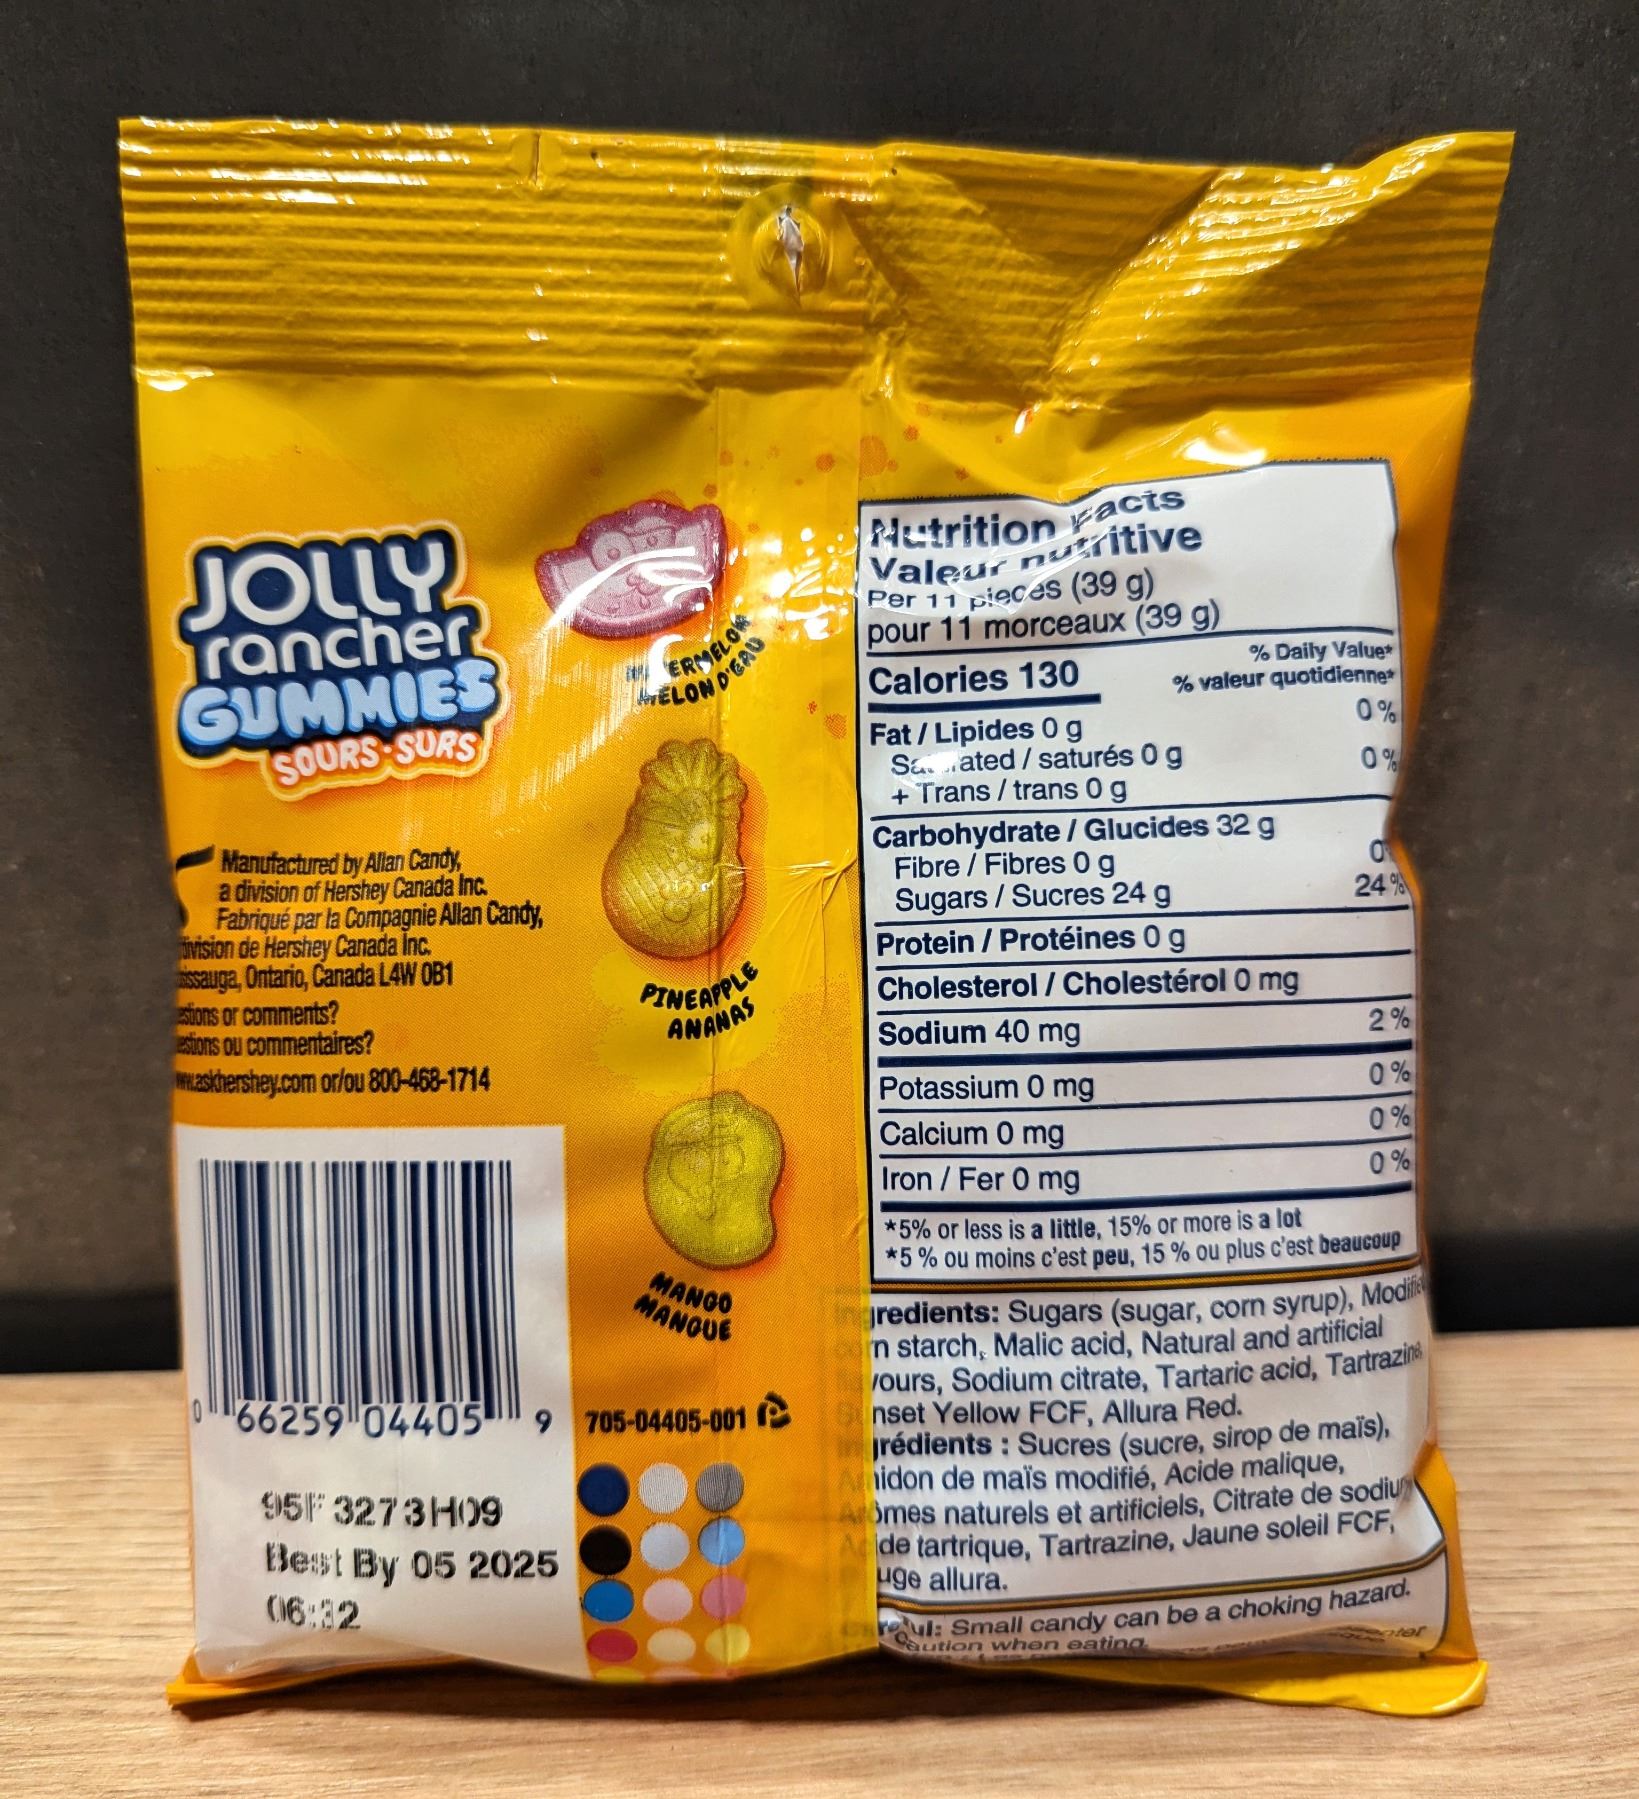 JOLLY
rancher
GUMMIES
SOURS·SURS
Manufactured by Allan Candy,
a division of Hershey Canada Inc.
Fabriqué par la Compagnie Allan Candy,
division de Hershey Canada Inc.
issauga, Ontario, Canada L4W 0B1
estions or comments?
estions ou commentaires?
www.askhershey.com or/ou 800-468-1714
0 66259 04405 9
95F 3273H09
Best By 05 2025
06:32
WATERMELON
MELON D'EAU
PINEAPPLE
ANANAS
MANGO
MANGUE
705-04405-001
Nutrition Facts
Valeur nutritive
Per 11 pieces (39 g)
pour 11 morceaux (39 g)
Calories 130
% Daily Value*
% valeur quotidienne*
Fat / Lipides 0 g 0 %
Saturated / saturés 0 g 0 %
+ Trans / trans 0 g
Carbohydrate / Glucides 32 g
Fibre / Fibres 0 g 0
Sugars / Sucres 24 g 24 %
Protein / Protéines 0 g
Cholesterol / Cholestérol 0 mg
Sodium 40 mg 2 %
Potassium 0 mg 0 %
Calcium 0 mg 0 %
Iron / Fer 0 mg 0 %
*5% or less is a little, 15% or more is a lot
*5 % ou moins c'est peu, 15 % ou plus c'est beaucoup
Ingredients: Sugars (sugar, corn syrup), Modified
corn starch, Malic acid, Natural and artificial
flavours, Sodium citrate, Tartaric acid, Tartrazine,
Sunset Yellow FCF, Allura Red.
Ingrédients : Sucres (sucre, sirop de maïs),
Amidon de maïs modifié, Acide malique,
Arômes naturels et artificiels, Citrate de sodium
Acide tartrique, Tartrazine, Jaune soleil FCF,
uge allura.
Careful: Small candy can be a choking hazard.
Caution when eating.